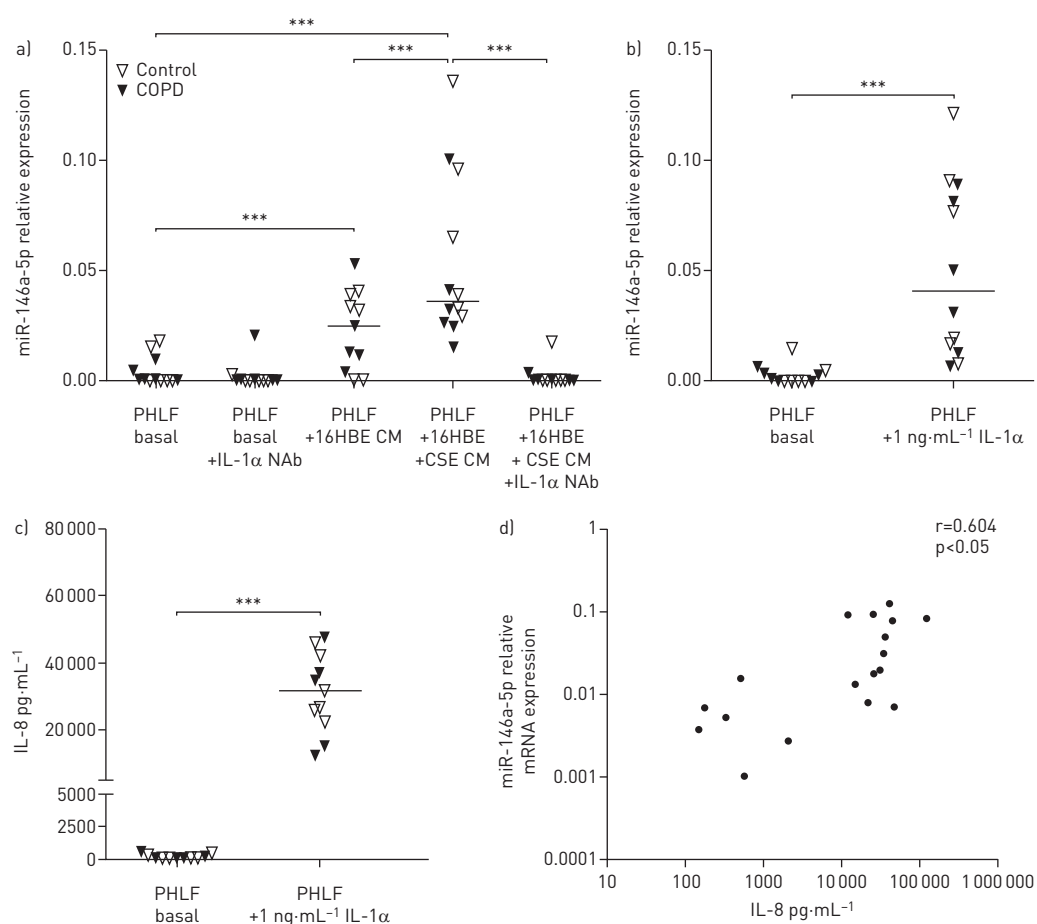 a)
***
***
***
***
0.15
0.10
0.05
0.00
miR-146a-5p relative expression
▽ Control
▼ COPD
PHLF
basal
PHLF
basal
+IL-1α NAb
PHLF
+16HBE CM
PHLF
+16HBE
+CSE CM
PHLF
+16HBE
+ CSE CM
+IL-1α NAb
b)
***
0.15
0.10
0.05
0.00
miR-146a-5p relative expression
PHLF
basal
PHLF
+1 ng·mL⁻¹ IL-1α
c)
***
80 000
60 000
40 000
20 000
5000
2500
0
IL-8 pg·mL⁻¹
PHLF
basal
PHLF
+1 ng·mL⁻¹ IL-1α
d)
r=0.604
p<0.05
1
0.1
0.01
0.001
0.0001
miR-146a-5p relative
mRNA expression
10 100 1000 10 000 100 000 1 000 000
IL-8 pg·mL⁻¹